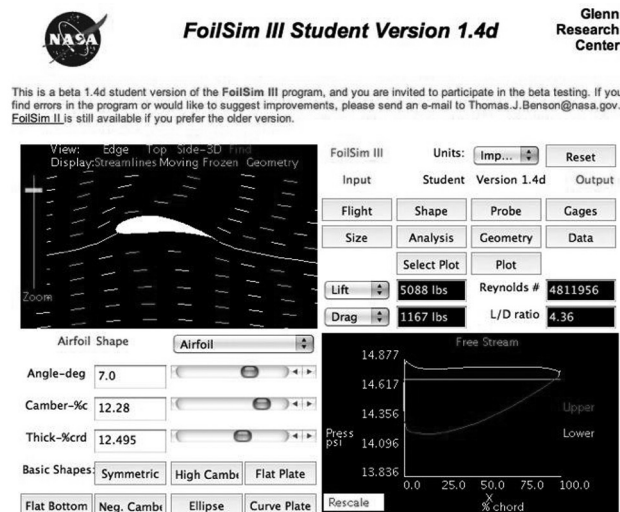 NASA
FoilSim III Student Version 1.4d
Glenn
Research
Center
This is a beta 1.4d student version of the FoilSim III program, and you are invited to participate in the beta testing. If you
find errors in the program or would like to suggest improvements, please send an e-mail to Thomas.J.Benson@nasa.gov.
FoilSim II is still available if you prefer the older version.
View: Edge Top Side-3D Find
Display: Streamlines Moving Frozen Geometry
Zoom
FoilSim III Units: Imp... Reset
Input Student Version 1.4d Output
Flight Shape Probe Gages
Size Analysis Geometry Data
Select Plot Plot
Lift 5088 lbs Reynolds # 4811956
Drag 1167 lbs L/D ratio 4.36
Airfoil Shape Airfoil
Angle-deg 7.0
Camber-%c 12.28
Thick-%crd 12.495
Basic Shapes: Symmetric High Camb Flat Plate
Flat Bottom Neg. Camb Ellipse Curve Plate
Free Stream
14.877
14.617
14.356
14.096
13.836
Press
psi
Upper
Lower
0.0 25.0 50.0 75.0 100.0
X
% chord
Rescale